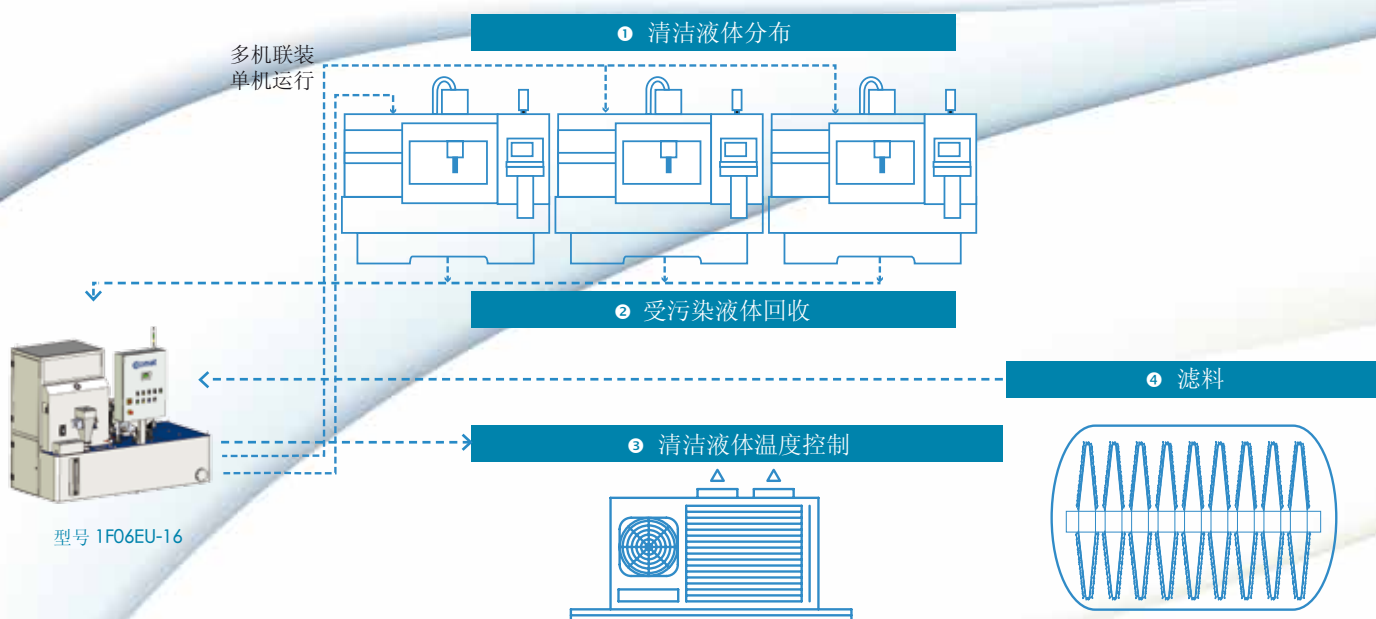 ❶ 清洁液体分布
多机联装
单机运行
❷ 受污染液体回收
❹ 滤料
❸ 清洁液体温度控制
型号 1F06EU-16